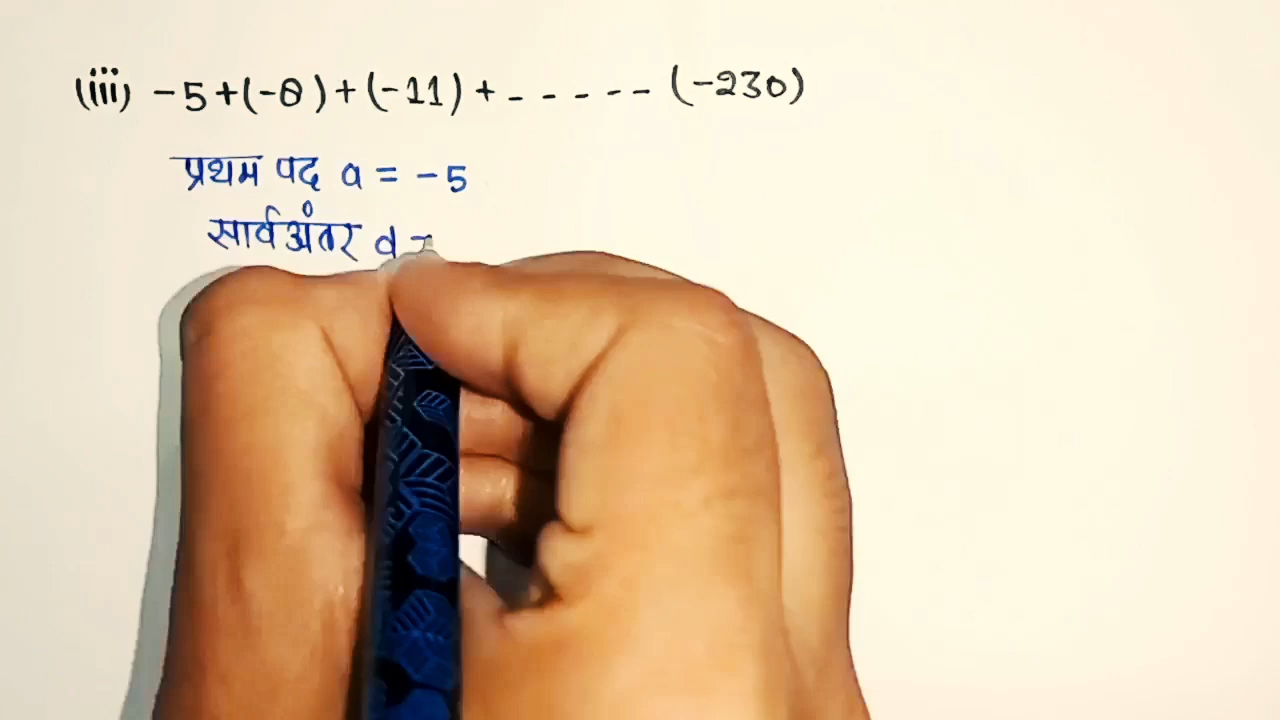 (iii) -5+(-8)+(-11)+ - - - - - (-230)
प्रथम पद a = -5
सार्वअंतर d =